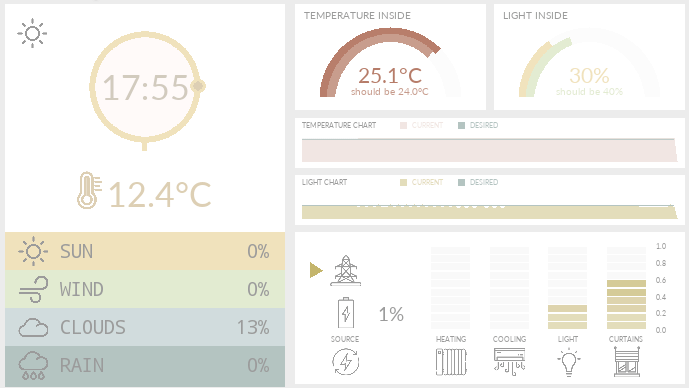 17:55
12.4°C
SUN 0%
WIND 0%
CLOUDS 13%
RAIN 0%
TEMPERATURE INSIDE
25.1°C
should be 24.0°C
LIGHT INSIDE
30%
should be 40%
TEMPERATURE CHART CURRENT DESIRED
LIGHT CHART CURRENT DESIRED
1%
1.0
0.8
0.6
0.4
0.2
0.0
SOURCE HEATING COOLING LIGHT CURTAINS